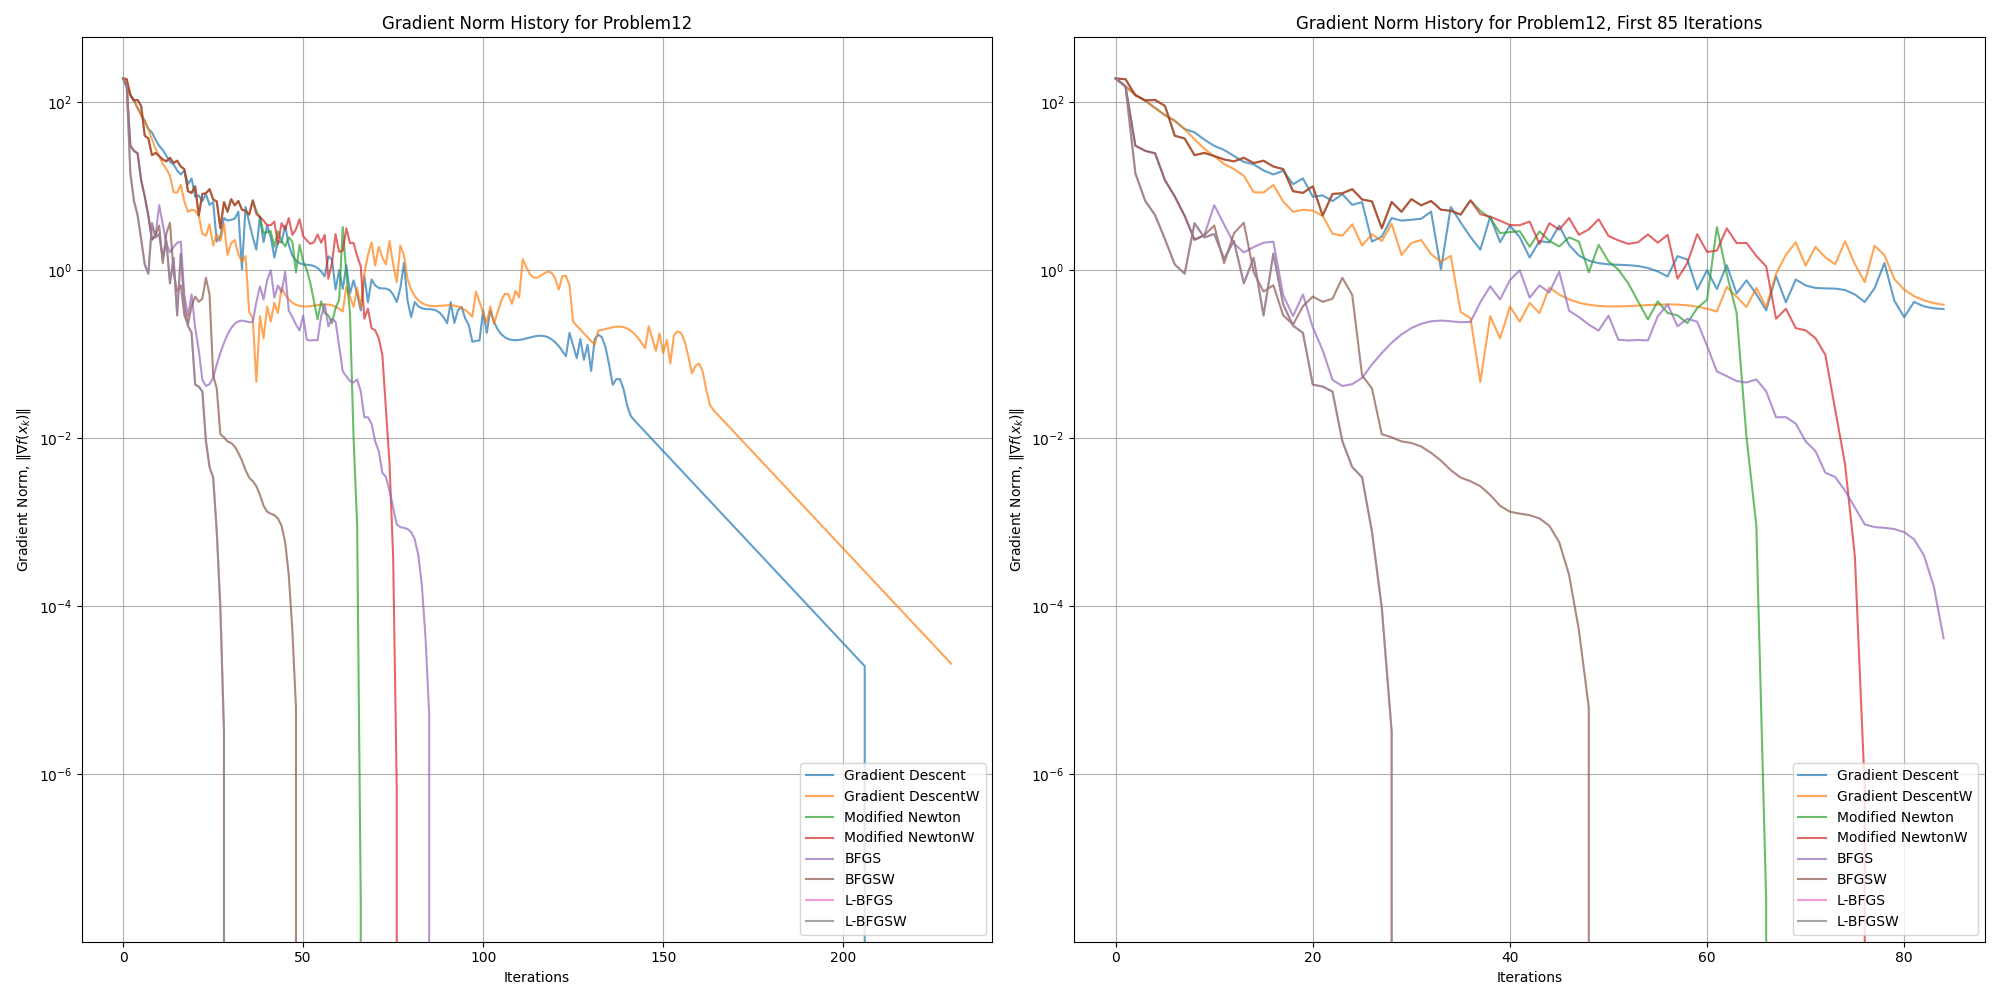 Gradient Norm History for Problem12
Gradient Norm, ‖∇f(x_k)‖
10^2
10^0
10^−2
10^−4
10^−6
0
50
100
150
200
Iterations
Gradient Descent
Gradient DescentW
Modified Newton
Modified NewtonW
BFGS
BFGSW
L-BFGS
L-BFGSW
Gradient Norm History for Problem12, First 85 Iterations
Gradient Norm, ‖∇f(x_k)‖
10^2
10^0
10^−2
10^−4
10^−6
0
20
40
60
80
Iterations
Gradient Descent
Gradient DescentW
Modified Newton
Modified NewtonW
BFGS
BFGSW
L-BFGS
L-BFGSW